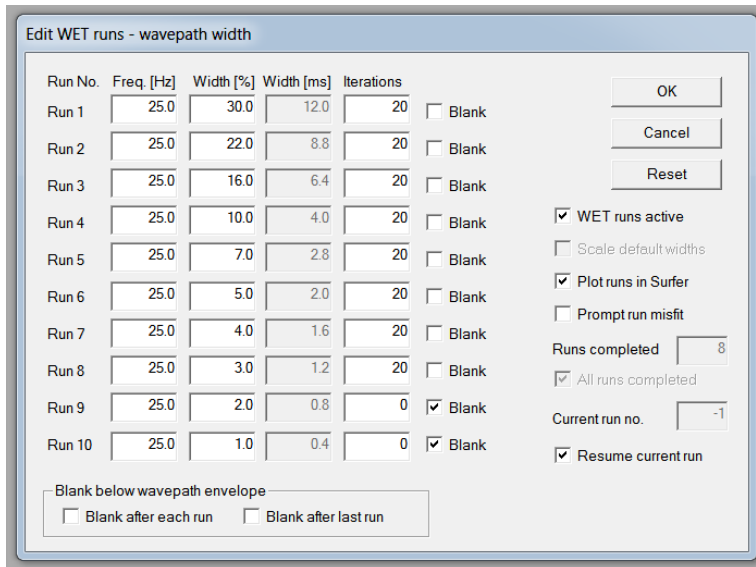 Edit WET runs - wavepath width
Run No. Freq. [Hz] Width [%] Width [ms] Iterations
Run 1 25.0 30.0 12.0 20 Blank
Run 2 25.0 22.0 8.8 20 Blank
Run 3 25.0 16.0 6.4 20 Blank
Run 4 25.0 10.0 4.0 20 Blank
Run 5 25.0 7.0 2.8 20 Blank
Run 6 25.0 5.0 2.0 20 Blank
Run 7 25.0 4.0 1.6 20 Blank
Run 8 25.0 3.0 1.2 20 Blank
Run 9 25.0 2.0 0.8 0 Blank
Run 10 25.0 1.0 0.4 0 Blank
Blank below wavepath envelope
Blank after each run Blank after last run
OK
Cancel
Reset
WET runs active
Scale default widths
Plot runs in Surfer
Prompt run misfit
Runs completed 8
All runs completed
Current run no. -1
Resume current run